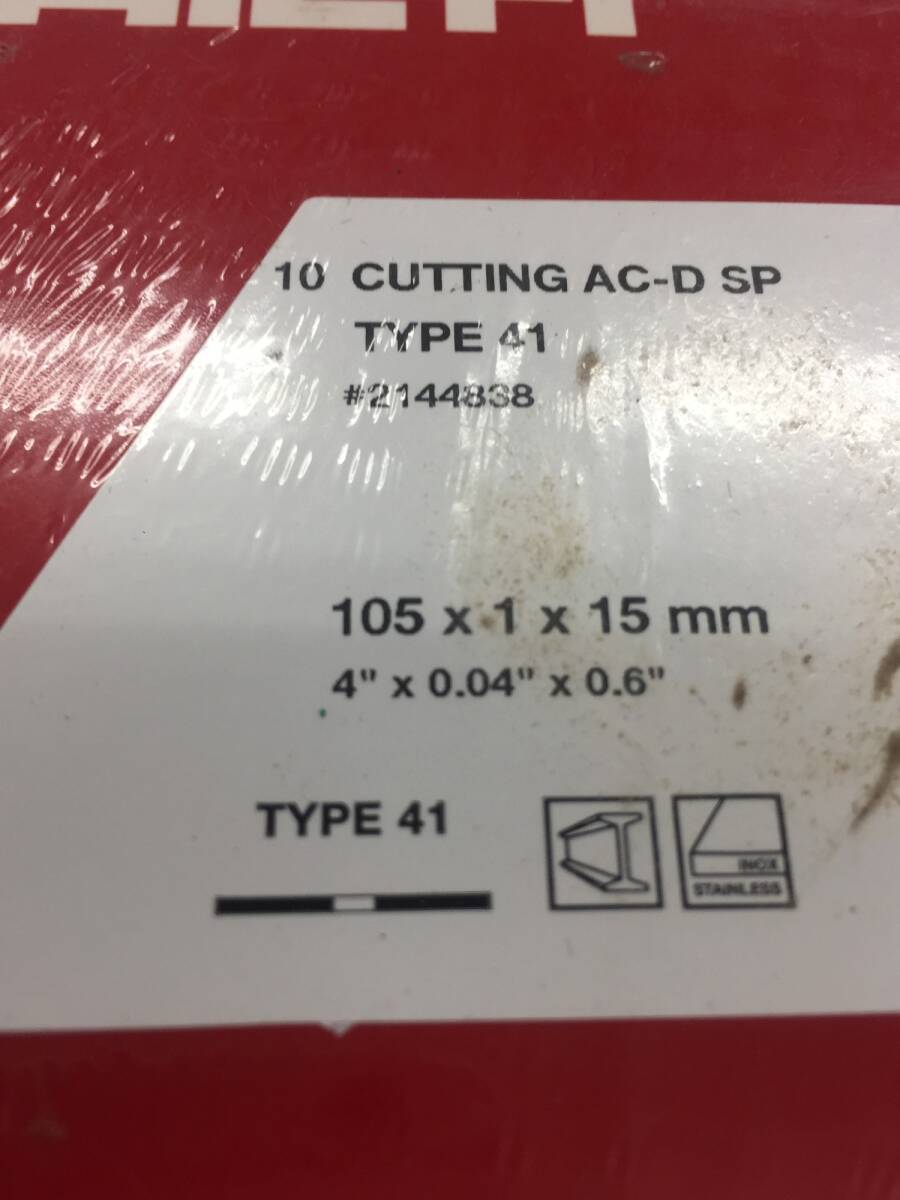 10 CUTTING AC-D SP
TYPE 41
#2144838
105 x 1 x 15 mm
4" x 0.04" x 0.6"
TYPE 41
INOX
STAINLESS